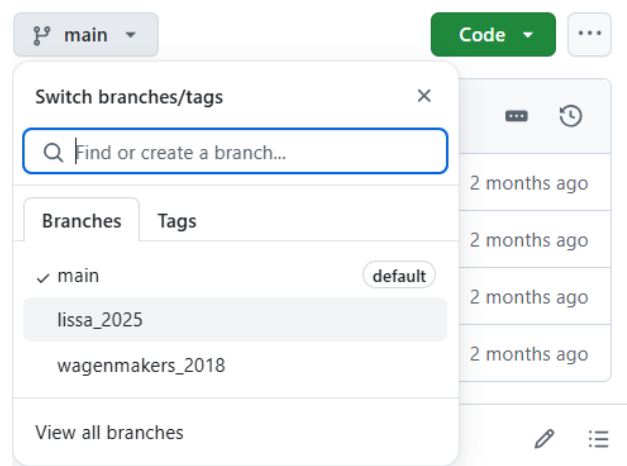 main
Code
Switch branches/tags
Find or create a branch...
2 months ago
Branches
Tags
2 months ago
main
default
2 months ago
lissa_2025
wagenmakers_2018
2 months ago
View all branches